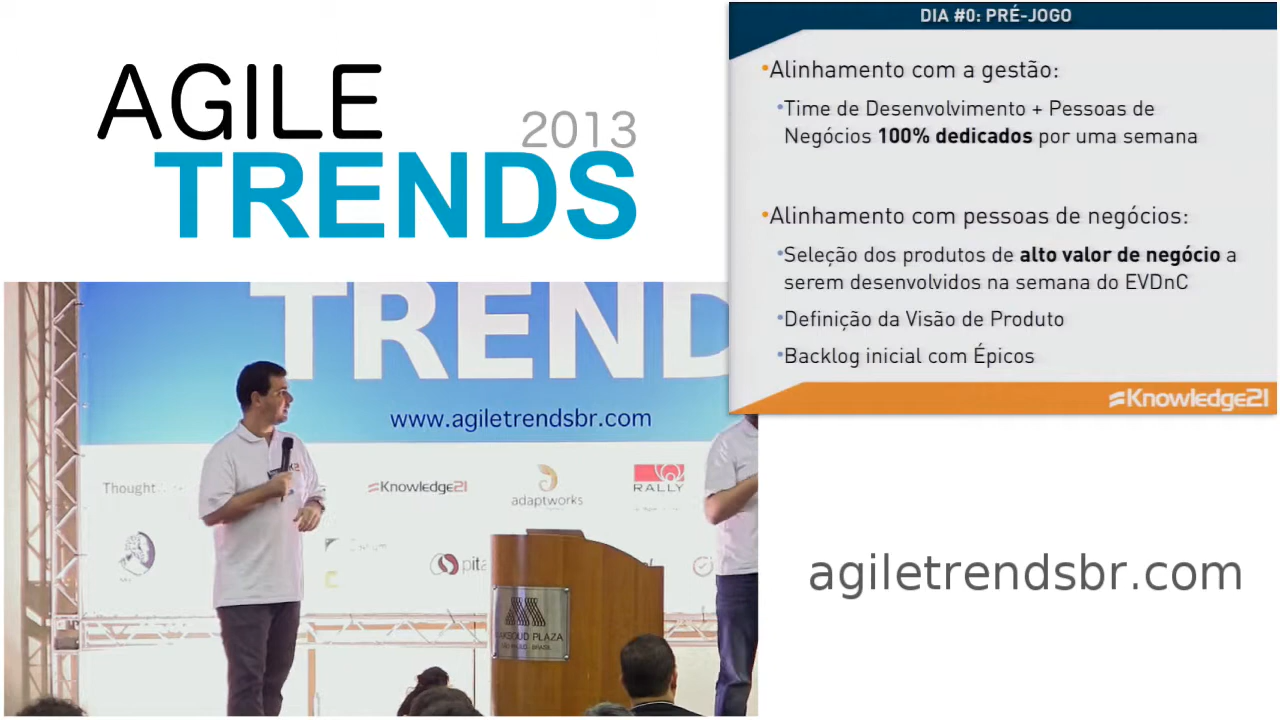 AGILE
2013
TRENDS
DIA #0: PRÉ-JOGO
•Alinhamento com a gestão:
•Time de Desenvolvimento + Pessoas de
Negócios 100% dedicados por uma semana
•Alinhamento com pessoas de negócios:
•Seleção dos produtos de alto valor de negócio a
serem desenvolvidos na semana do EVDnC
•Definição da Visão de Produto
•Backlog inicial com Épicos
Knowledge21
TREND
www.agiletrendsbr.com
Thought
Knowledge21
adaptworks
RALLY
PLAZA
agiletrendsbr.com